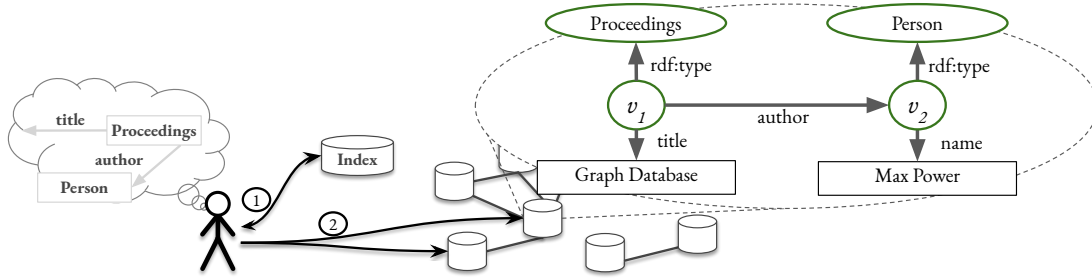 Proceedings
Person
rdf:type
rdf:type
v1
author
v2
title
name
Graph Database
Max Power
title
Proceedings
author
Person
Index
1
2